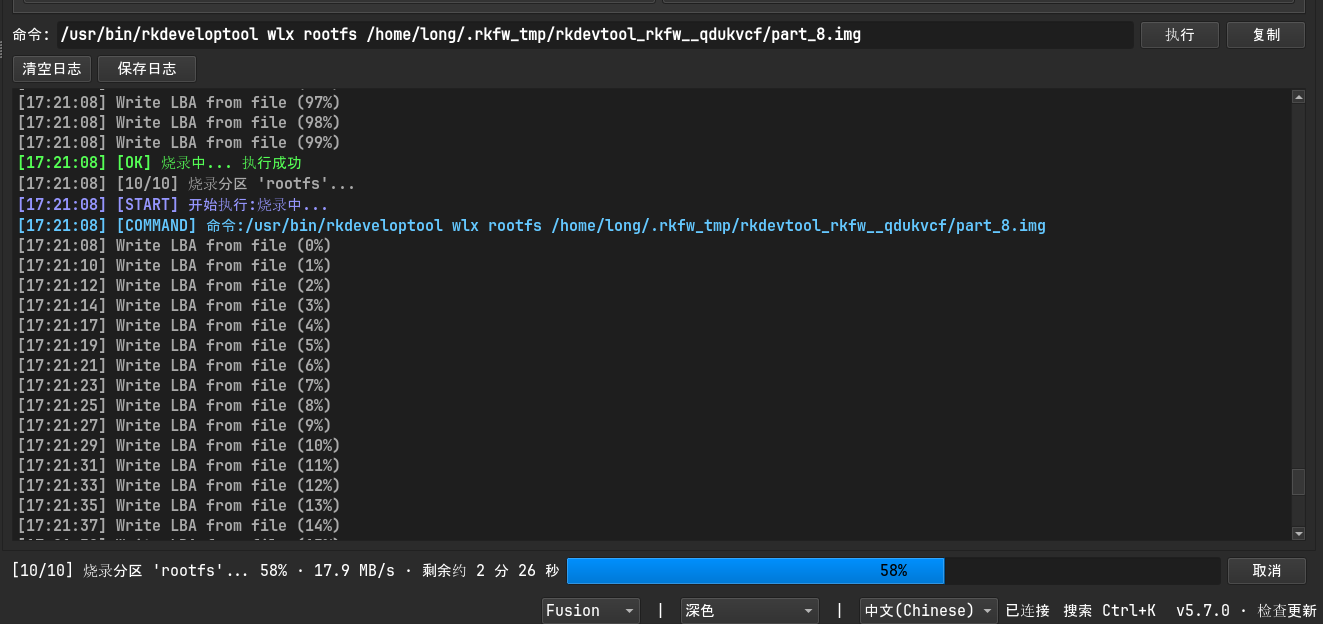 命令: /usr/bin/rkdeveloptool wlx rootfs /home/long/.rkfw_tmp/rkdevtool_rkfw__qdukvcf/part_8.img 执行 复制
清空日志 保存日志
[17:21:08] Write LBA from file (97%)
[17:21:08] Write LBA from file (98%)
[17:21:08] Write LBA from file (99%)
[17:21:08] [OK] 烧录中... 执行成功
[17:21:08] [10/10] 烧录分区 'rootfs'...
[17:21:08] [START] 开始执行:烧录中...
[17:21:08] [COMMAND] 命令:/usr/bin/rkdeveloptool wlx rootfs /home/long/.rkfw_tmp/rkdevtool_rkfw__qdukvcf/part_8.img
[17:21:08] Write LBA from file (0%)
[17:21:10] Write LBA from file (1%)
[17:21:12] Write LBA from file (2%)
[17:21:14] Write LBA from file (3%)
[17:21:17] Write LBA from file (4%)
[17:21:19] Write LBA from file (5%)
[17:21:21] Write LBA from file (6%)
[17:21:23] Write LBA from file (7%)
[17:21:25] Write LBA from file (8%)
[17:21:27] Write LBA from file (9%)
[17:21:29] Write LBA from file (10%)
[17:21:31] Write LBA from file (11%)
[17:21:33] Write LBA from file (12%)
[17:21:35] Write LBA from file (13%)
[17:21:37] Write LBA from file (14%)
[10/10] 烧录分区 'rootfs'... 58% · 17.9 MB/s · 剩余约 2 分 26 秒 58% 取消
Fusion | 深色 | 中文(Chinese) 已连接 搜索 Ctrl+K v5.7.0 · 检查更新